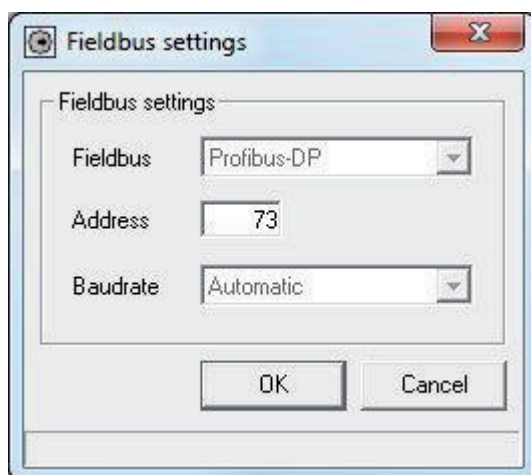 Fieldbus settings
Fieldbus settings
Fieldbus Profibus-DP
Address 73
Baudrate Automatic
OK Cancel